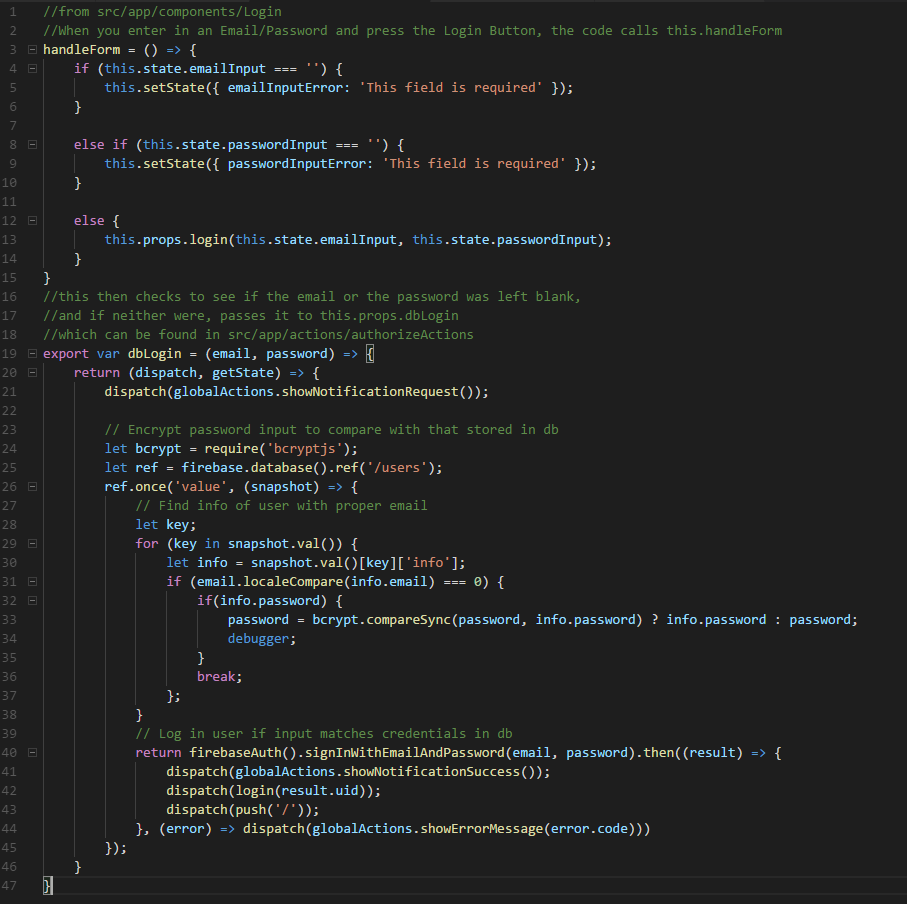 1 //from src/app/components/Login
2 //When you enter in an Email/Password and press the Login Button, the code calls this.handleForm
3 handleForm = () => {
4     if (this.state.emailInput === '') {
5         this.setState({ emailInputError: 'This field is required' });
6     }
7
8     else if (this.state.passwordInput === '') {
9         this.setState({ passwordInputError: 'This field is required' });
10     }
11
12     else {
13         this.props.login(this.state.emailInput, this.state.passwordInput);
14     }
15 }
16 //this then checks to see if the email or the password was left blank,
17 //and if neither were, passes it to this.props.dbLogin
18 //which can be found in src/app/actions/authorizeActions
19 export var dbLogin = (email, password) => {
20     return (dispatch, getState) => {
21         dispatch(globalActions.showNotificationRequest());
22
23         // Encrypt password input to compare with that stored in db
24         let bcrypt = require('bcryptjs');
25         let ref = firebase.database().ref('/users');
26         ref.once('value', (snapshot) => {
27             // Find info of user with proper email
28             let key;
29             for (key in snapshot.val()) {
30                 let info = snapshot.val()[key]['info'];
31                 if (email.localeCompare(info.email) === 0) {
32                     if(info.password) {
33                         password = bcrypt.compareSync(password, info.password) ? info.password : password;
34                         debugger;
35                     }
36                     break;
37                 };
38             }
39             // Log in user if input matches credentials in db
40             return firebaseAuth().signInWithEmailAndPassword(email, password).then((result) => {
41                 dispatch(globalActions.showNotificationSuccess());
42                 dispatch(login(result.uid));
43                 dispatch(push('/'));
44             }, (error) => dispatch(globalActions.showErrorMessage(error.code)))
45         });
46     }
47 }